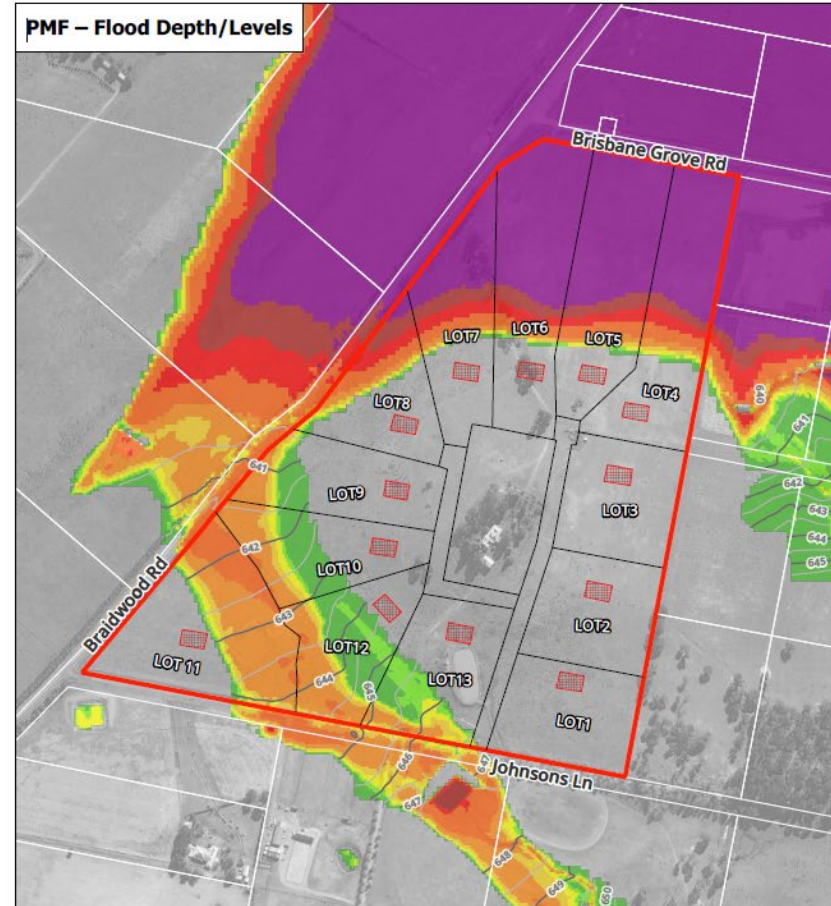 PMF – Flood Depth/Levels
Brisbane Grove Rd
LOT7
LOT6
LOT5
LOT4
LOT8
640
641
641
LOT9
LOT3
642
643
644
645
642
LOT10
Braidwood Rd
643
LOT2
LOT 11
LOT12
LOT13
644
645
LOT1
646
647
Johnsons Ln
647
648
649
650